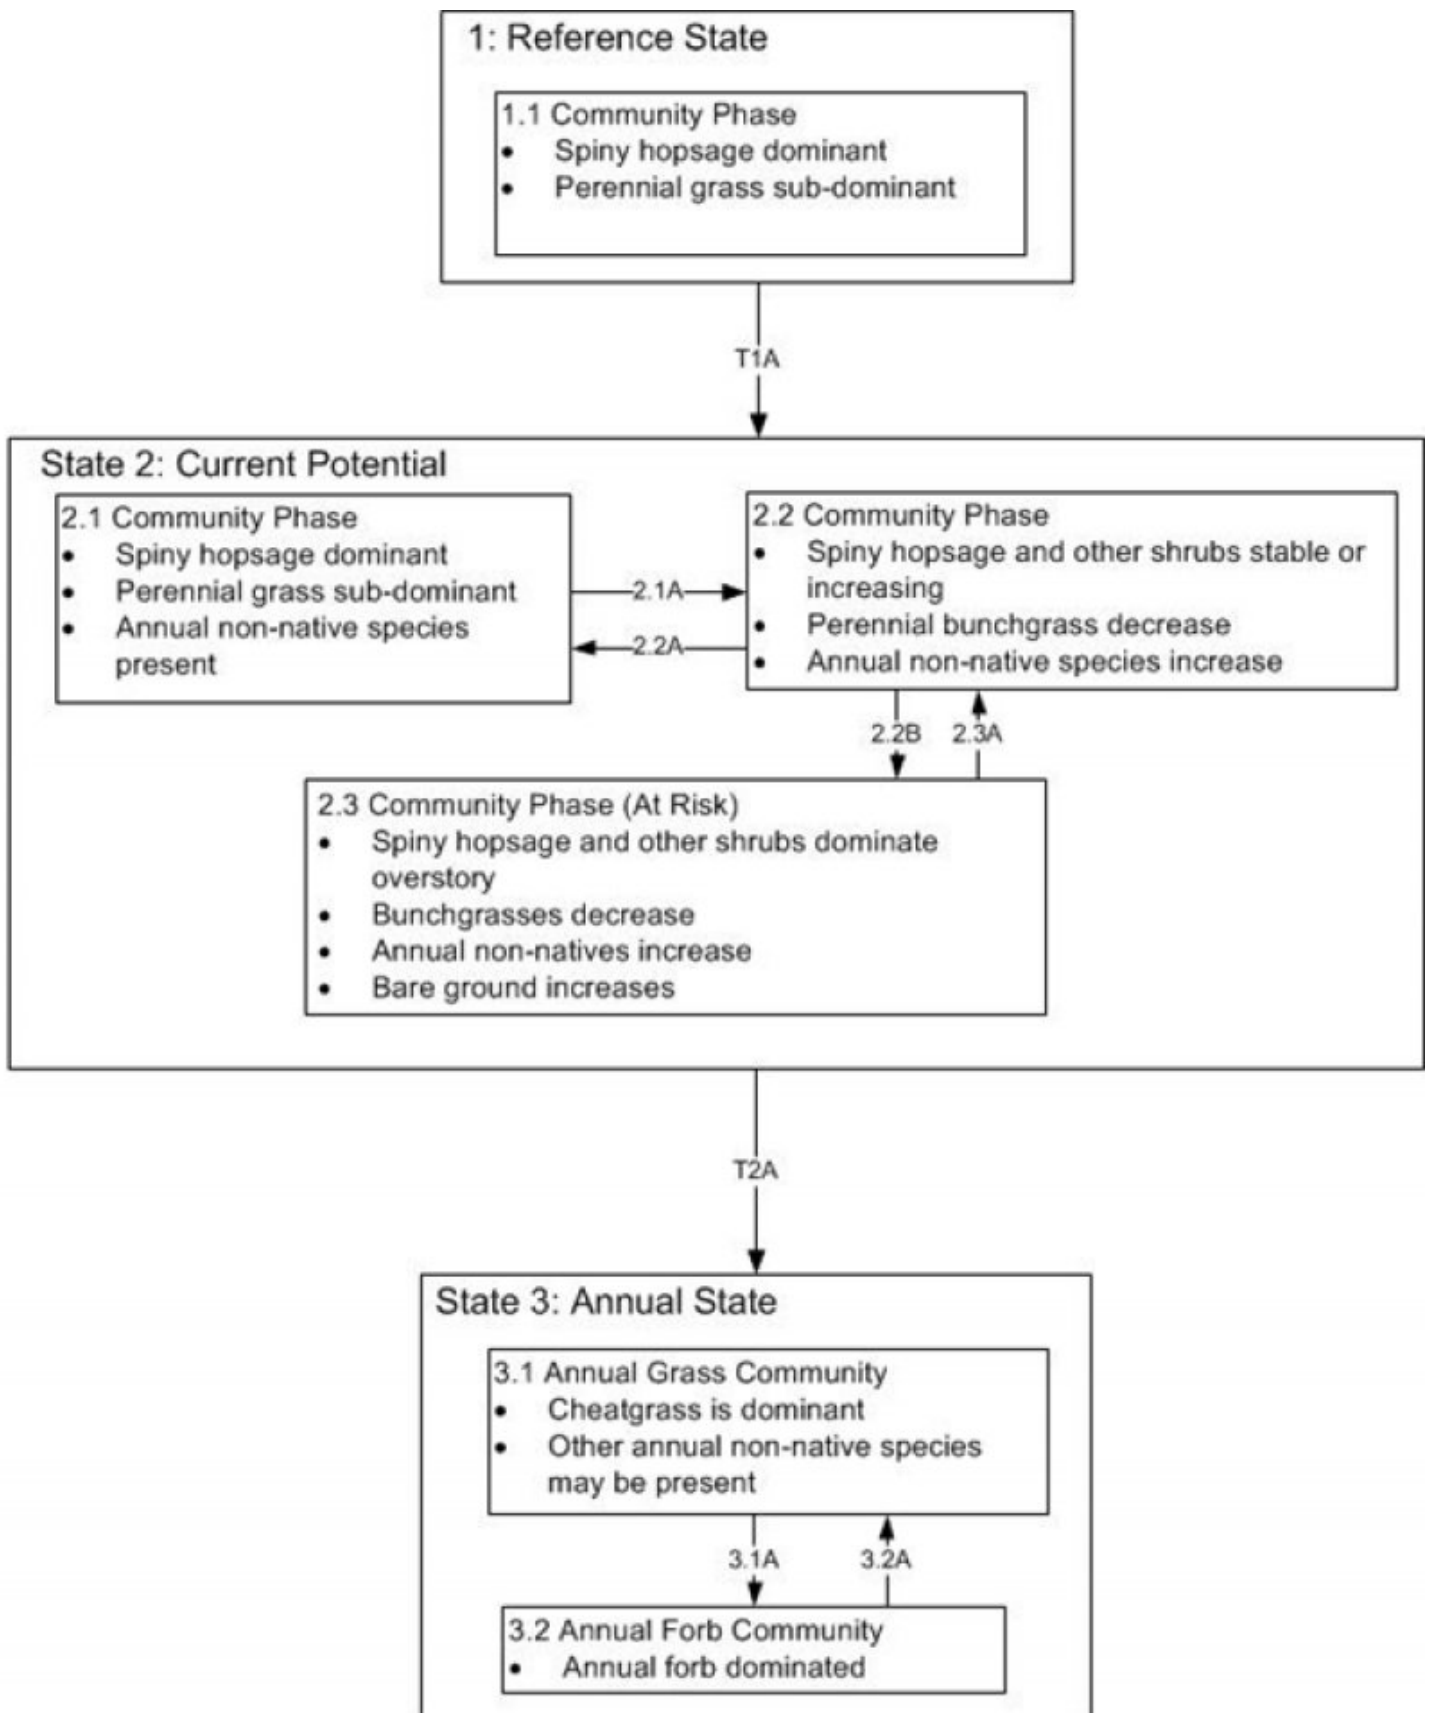 1: Reference State
1.1 Community Phase
• Spiny hopsage dominant
• Perennial grass sub-dominant
T1A
State 2: Current Potential
2.1 Community Phase
• Spiny hopsage dominant
• Perennial grass sub-dominant
• Annual non-native species
present
2.1A
2.2A
2.2 Community Phase
• Spiny hopsage and other shrubs stable or
increasing
• Perennial bunchgrass decrease
• Annual non-native species increase
2.2B
2.3A
2.3 Community Phase (At Risk)
• Spiny hopsage and other shrubs dominate
overstory
• Bunchgrasses decrease
• Annual non-natives increase
• Bare ground increases
T2A
State 3: Annual State
3.1 Annual Grass Community
• Cheatgrass is dominant
• Other annual non-native species
may be present
3.1A
3.2A
3.2 Annual Forb Community
• Annual forb dominated